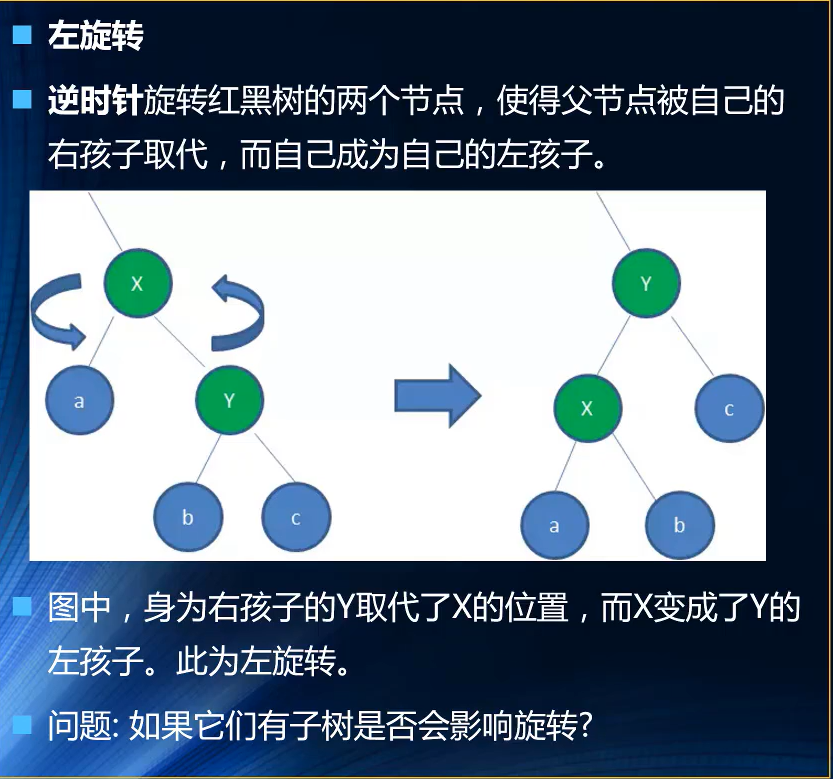 左旋转
逆时针旋转红黑树的两个节点，使得父节点被自己的
右孩子取代，而自己成为自己的左孩子。
X
Y
a
Y
X
c
b
c
a
b
图中，身为右孩子的Y取代了X的位置，而X变成了Y的
左孩子。此为左旋转。
问题: 如果它们有子树是否会影响旋转?